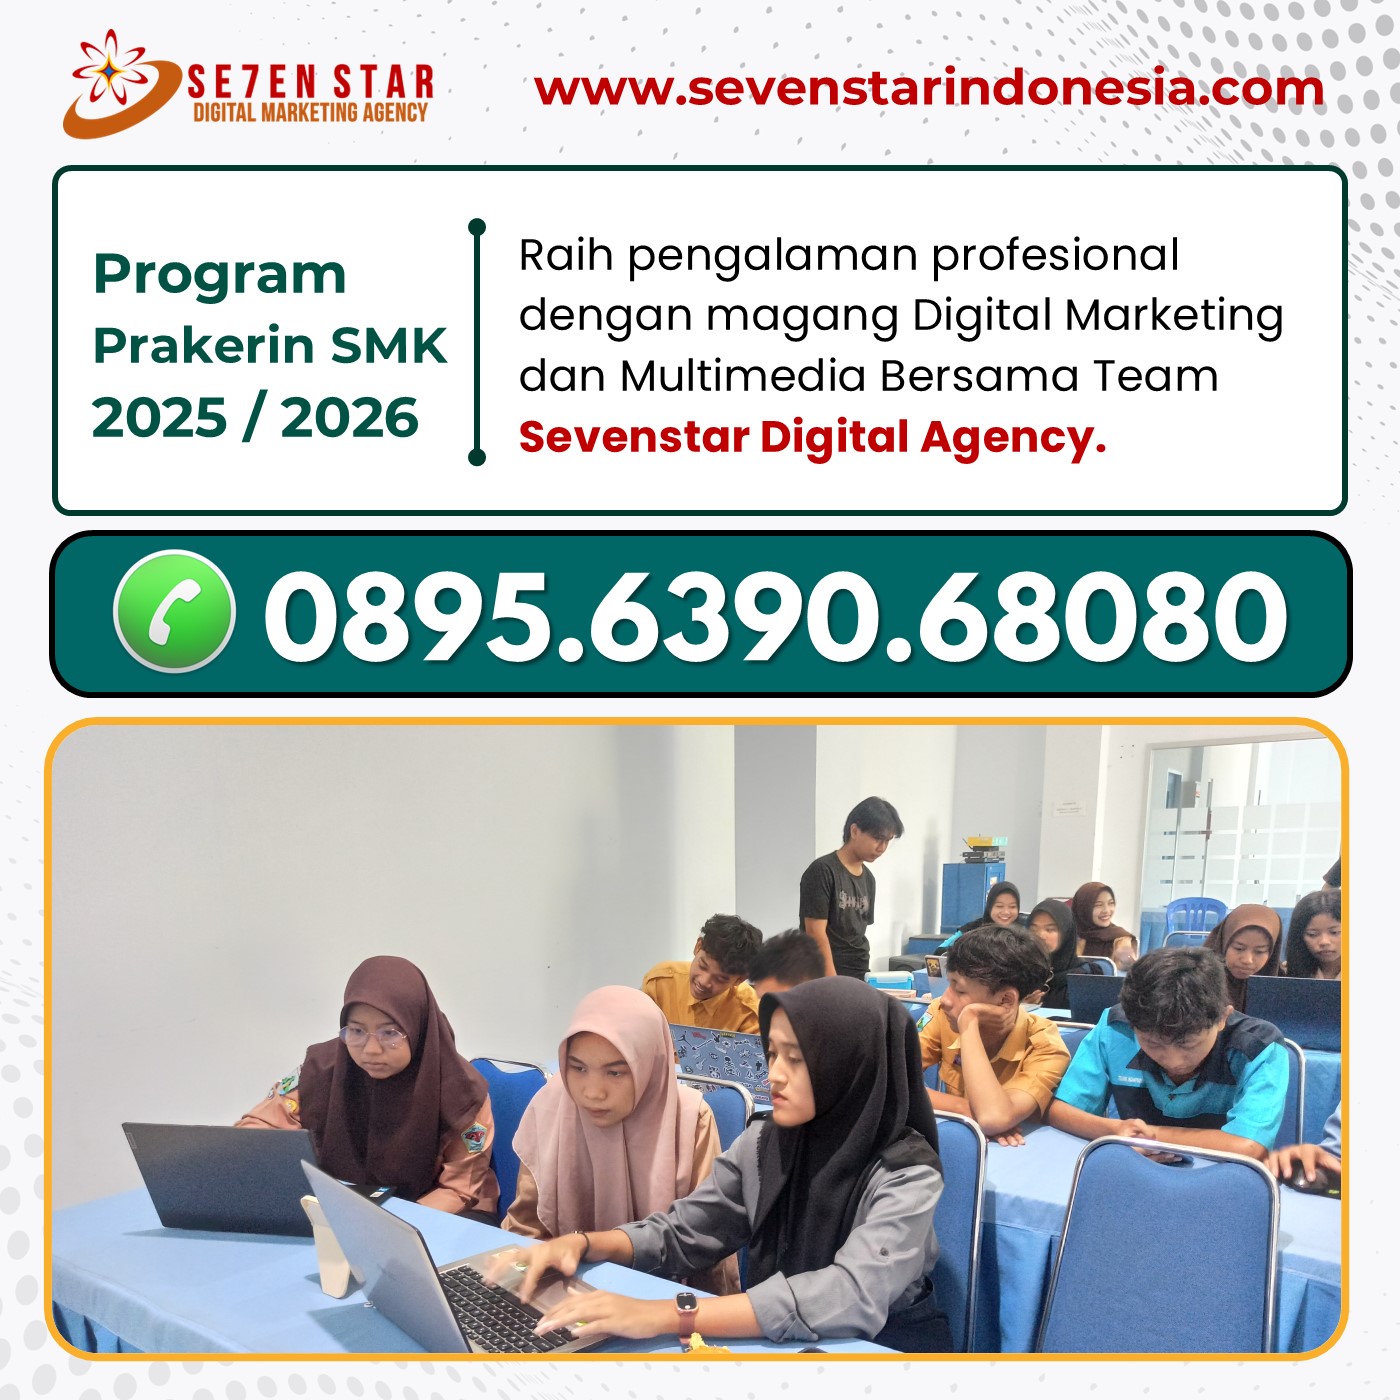 SE7EN STAR
DIGITAL MARKETING AGENCY
www.sevenstarindonesia.com
Program
Prakerin SMK
2025 / 2026
Raih pengalaman profesional
dengan magang Digital Marketing
dan Multimedia Bersama Team
Sevenstar Digital Agency.
0895.6390.68080